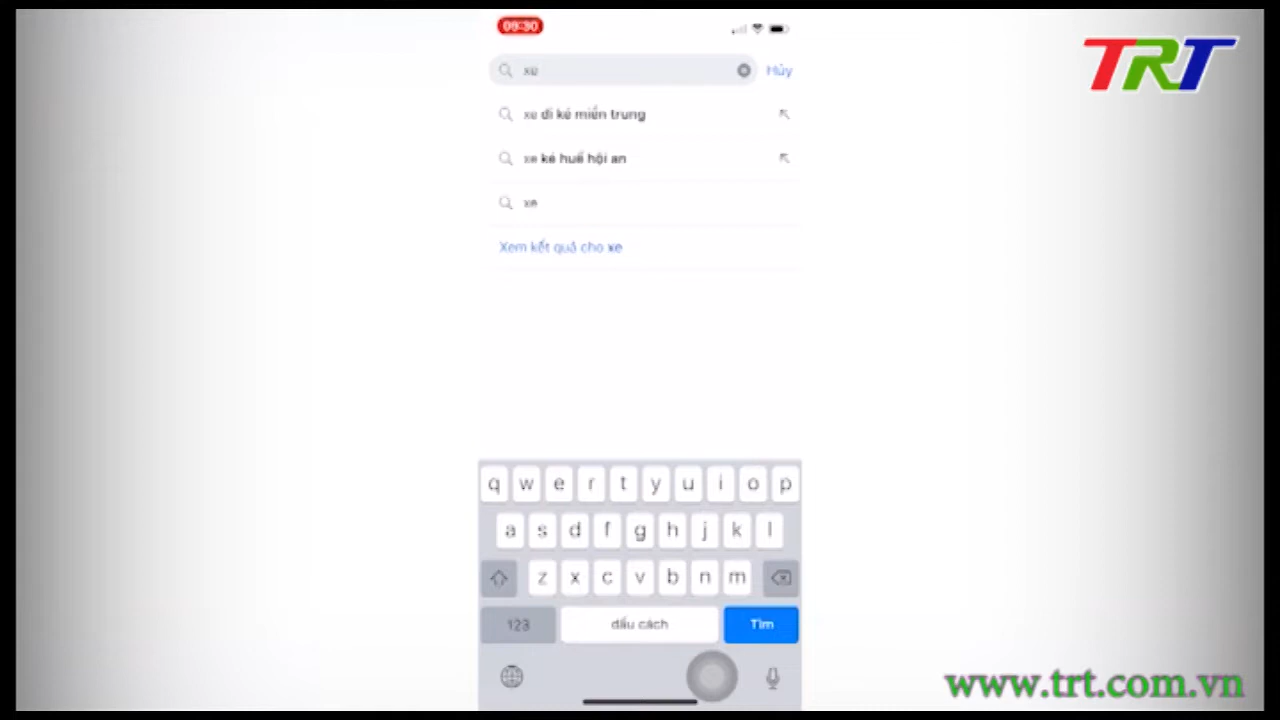 09:30
TRT
xe
Hủy
xe đi ké miền trung
xe ké huế hội an
xe
Xem kết quả cho xe
q w e r t y u i o p
a s d f g h j k l
z x c v b n m
123 dấu cách Tìm
www.trt.com.vn